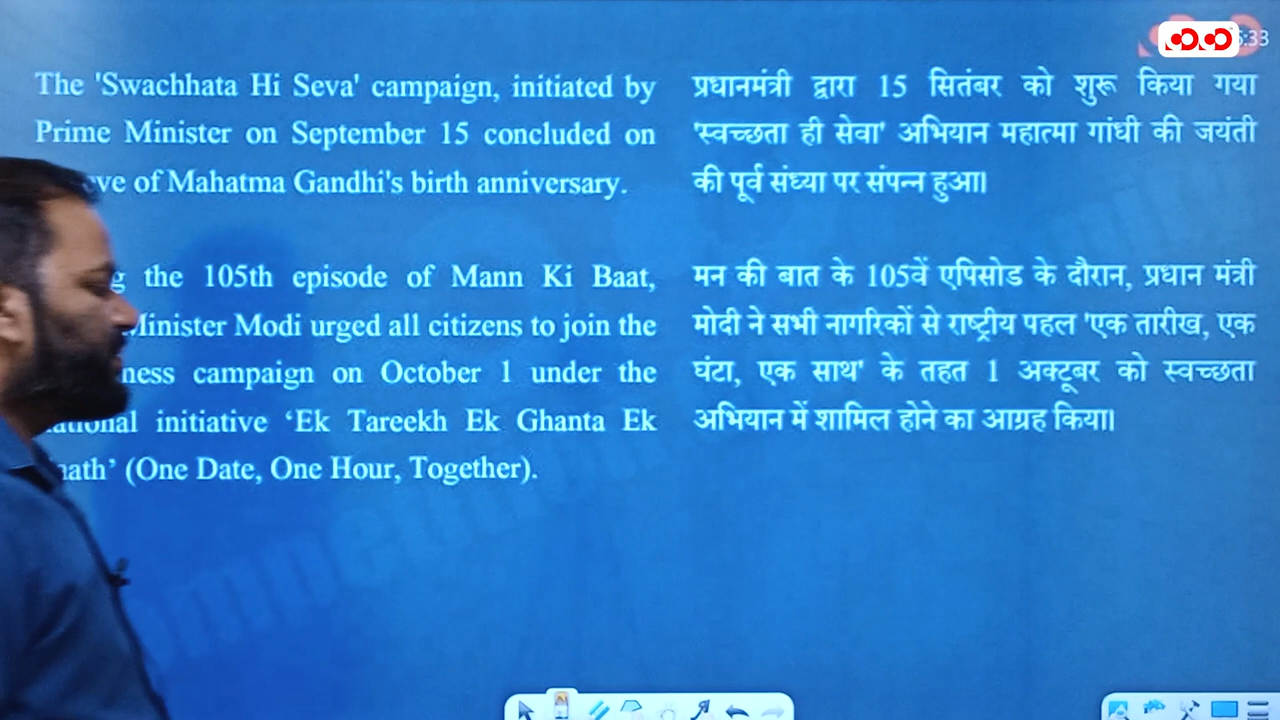 The 'Swachhata Hi Seva' campaign, initiated by
Prime Minister on September 15 concluded on
of Mahatma Gandhi's birth anniversary.
the 105th episode of Mann Ki Baat,
Minister Modi urged all citizens to join the
campaign on October 1 under the
initiative ‘Ek Tareekh Ek Ghanta Ek
(One Date, One Hour, Together).
प्रधानमंत्री द्वारा 15 सितंबर को शुरू किया गया
'स्वच्छता ही सेवा' अभियान महात्मा गांधी की जयंती
की पूर्व संध्या पर संपन्न हुआ।
मन की बात के 105वें एपिसोड के दौरान, प्रधान मंत्री
मोदी ने सभी नागरिकों से राष्ट्रीय पहल 'एक तारीख, एक
घंटा, एक साथ' के तहत 1 अक्टूबर को स्वच्छता
अभियान में शामिल होने का आग्रह किया।